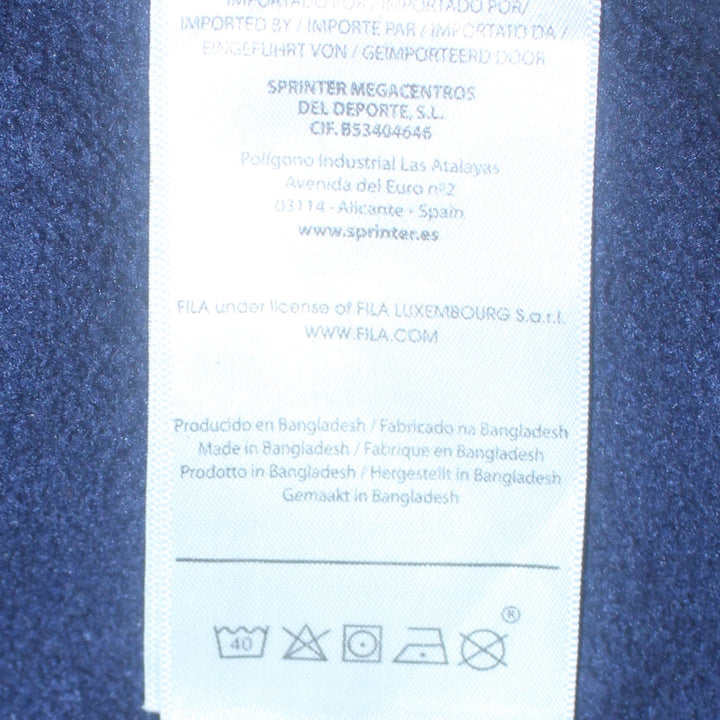 IMPORTADO POR/ IMPORTADO POR/
IMPORTED BY / IMPORTE PAR / IMPORTATO DA /
EINGEFÜHRT VON / GEÏMPORTEERD DOOR
SPRINTER MEGACENTROS
DEL DEPORTE, S.L.
CIF. B53404646
Polígono Industrial Las Atalayas
Avenida del Euro nº2
03114 - Alicante - Spain
www.sprinter.es
FILA under license of FILA LUXEMBOURG S.a.r.l.
WWW.FILA.COM
Producido en Bangladesh / Fabricado na Bangladesh
Made in Bangladesh / Fabrique en Bangladesh
Prodotto in Bangladesh / Hergestellt in Bangladesh
Gemaakt in Bangladesh
®
40